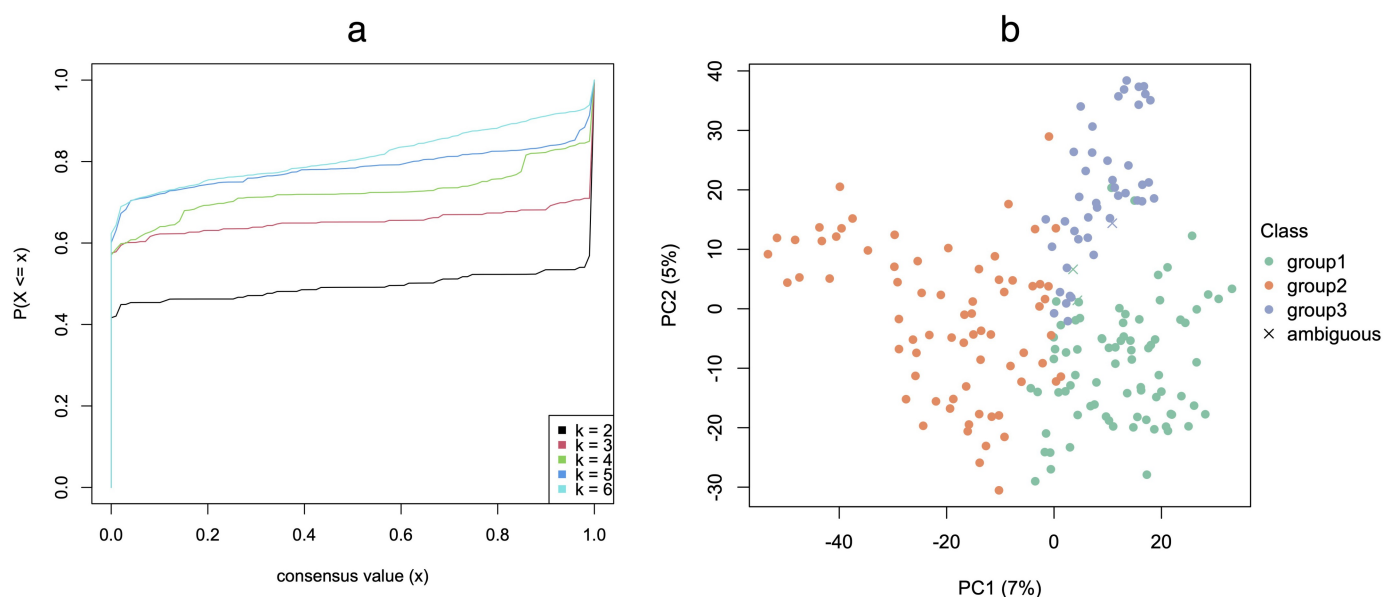 a
1.0
0.8
0.6
0.4
0.2
0.0
P(X <= x)
k = 2
k = 3
k = 4
k = 5
k = 6
0.0 0.2 0.4 0.6 0.8 1.0
consensus value (x)
b
40
30
20
10
0
-10
-20
-30
PC2 (5%)
-40 -20 0 20
PC1 (7%)
Class
group1
group2
group3
ambiguous